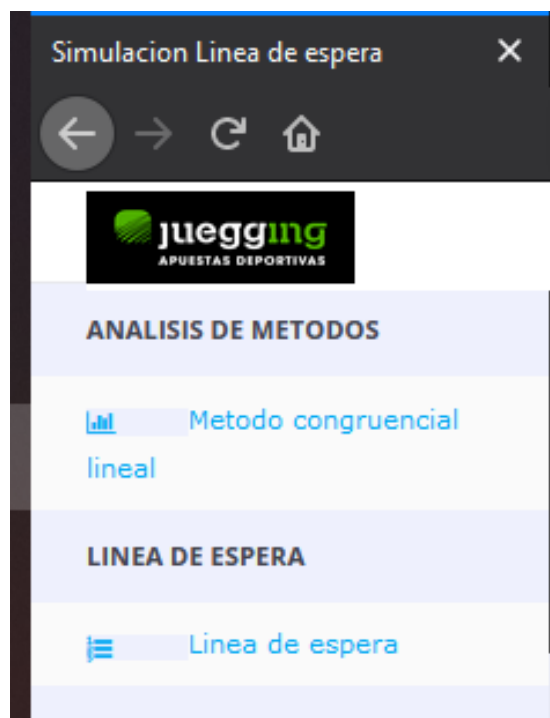 Simulacion Linea de espera
juegging
APUESTAS DEPORTIVAS
ANALISIS DE METODOS
Metodo congruencial
lineal
LINEA DE ESPERA
Linea de espera